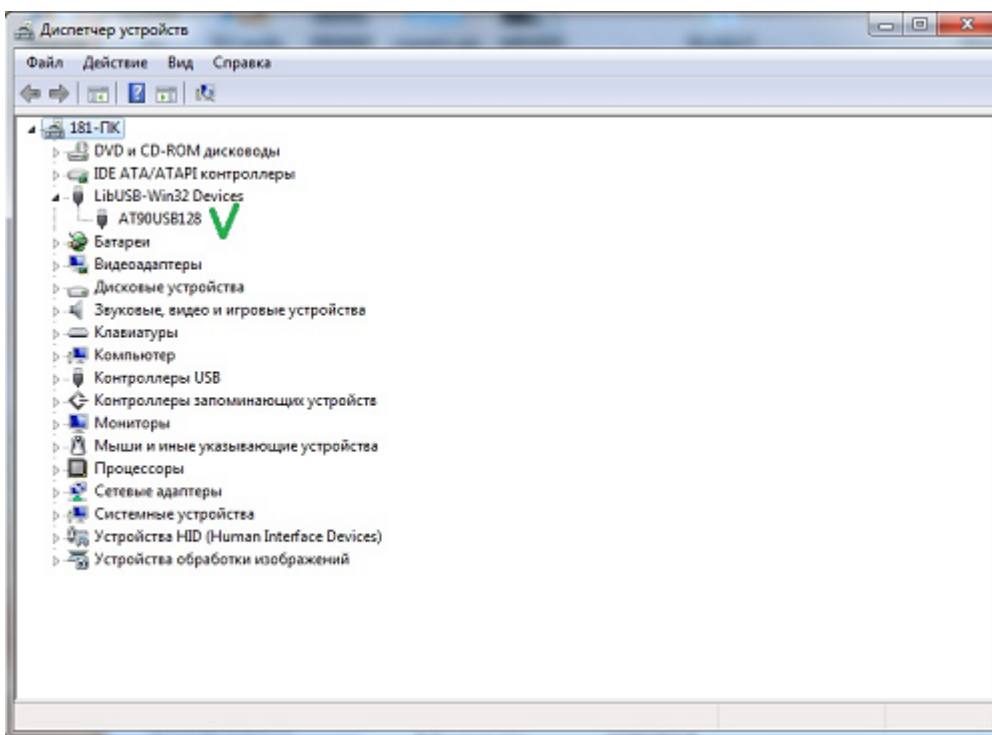 Диспетчер устройств
Файл Действие Вид Справка
181-ПК
DVD и CD-ROM дисководы
IDE ATA/ATAPI контроллеры
LibUSB-Win32 Devices
AT90USB128
Батареи
Видеоадаптеры
Дисковые устройства
Звуковые, видео и игровые устройства
Клавиатуры
Компьютер
Контроллеры USB
Контроллеры запоминающих устройств
Мониторы
Мыши и иные указывающие устройства
Процессоры
Сетевые адаптеры
Системные устройства
Устройства HID (Human Interface Devices)
Устройства обработки изображений